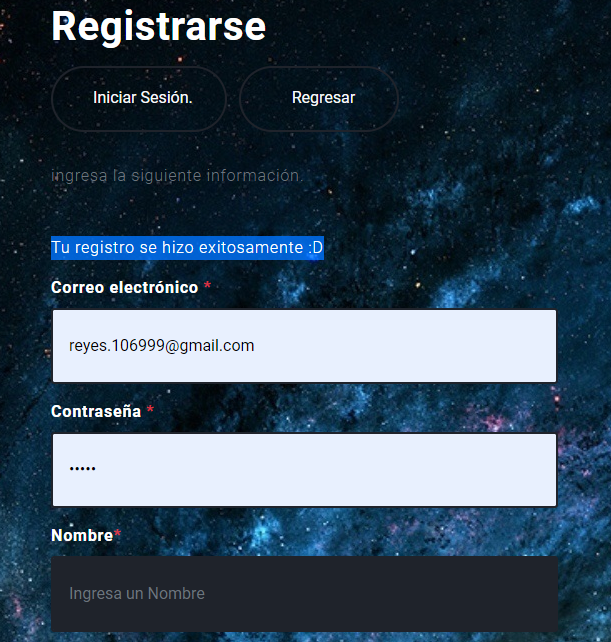 Registrarse
Iniciar Sesión. Regresar
ingresa la siguiente información.
Tu registro se hizo exitosamente :D
Correo electrónico *
reyes.106999@gmail.com
Contraseña *
•••••
Nombre*
Ingresa un Nombre